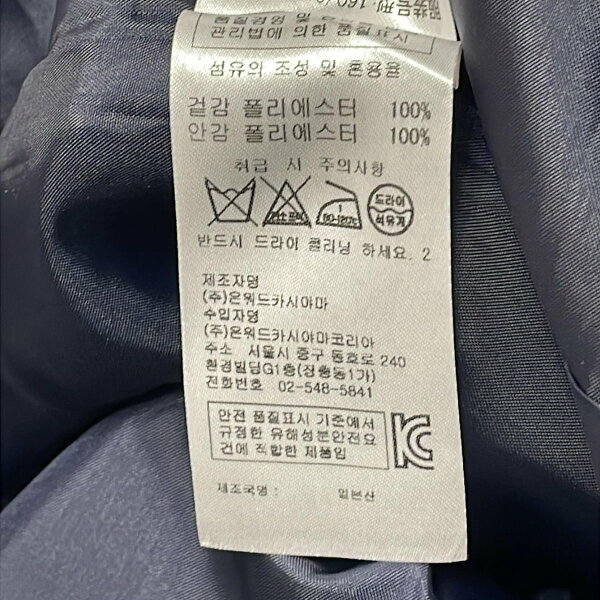 관리법에 의한 품질표시
섬유의 조성 및 혼용율
겉감 폴리에스터 100%
안감 폴리에스터 100%
취급 시 주의사항
드라이
석유계
반드시 드라이 클리닝 하세요. 2
제조자명
(주)온워드카시야마
수입자명
(주)온워드카시야마코리아
주소 서울시 중구 동호로 240
환경빌딩G1층(장충동1가)
전화번호 02-548-5841
안전 품질표시 기준에서
규정한 유해성분안전요
건에 적합한 제품임
KC
제조국명 : 일본산